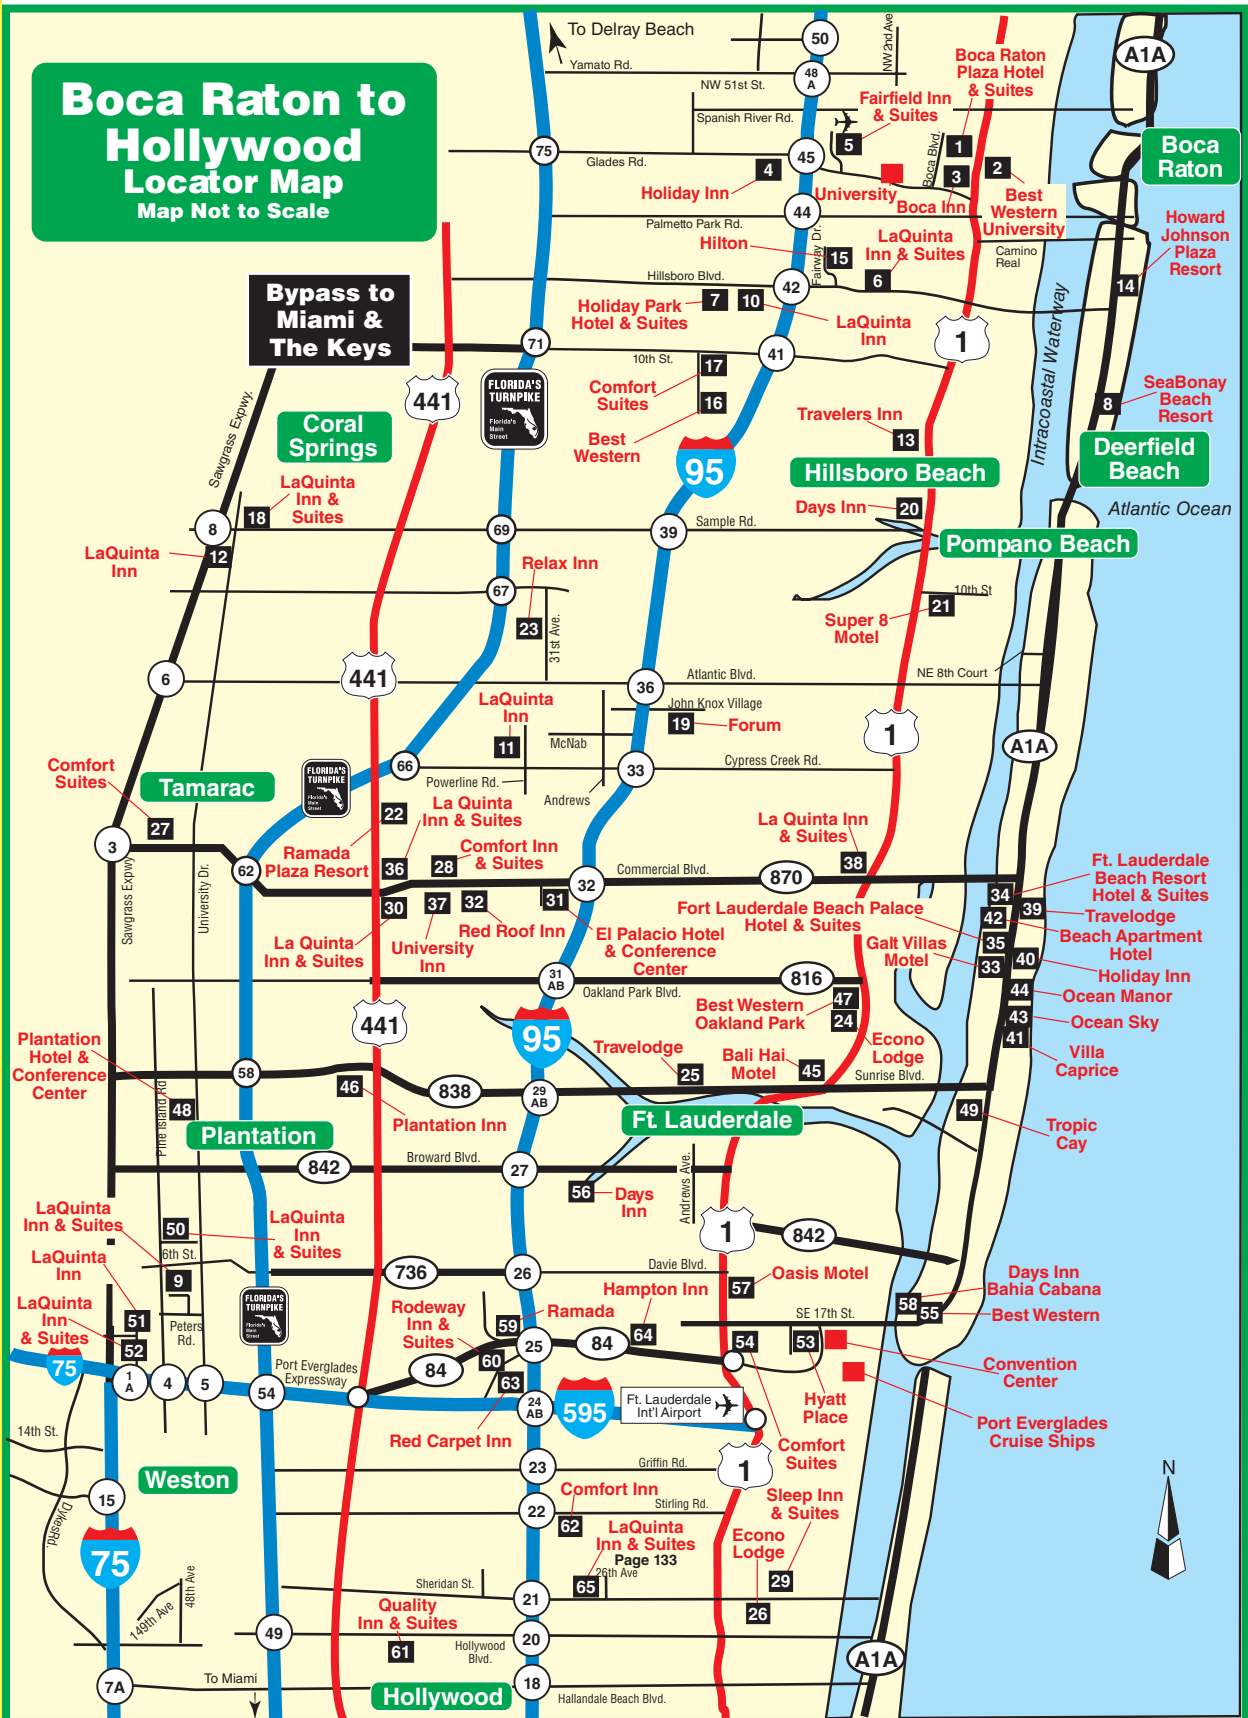 Boca Raton to
Hollywood
Locator Map
Map Not to Scale
To Delray Beach
Yamato Rd.
50
48
A
NW 2nd Ave
NW 51st St.
Spanish River Rd.
Boca Raton
Plaza Hotel
& Suites
A1A
Fairfield Inn
& Suites
5
1
Boca Blvd.
Boca
Raton
75
Glades Rd.
45
4
Holiday Inn
University
3
Boca Inn
2
Best
Western
University
44
Palmetto Park Rd.
Howard
Johnson
Plaza
Resort
Hilton
Fairway Dr.
15
LaQuinta
Inn & Suites
6
Camino
Real
14
Hillsboro Blvd.
42
Bypass to
Miami &
The Keys
Holiday Park
Hotel & Suites
7
10
LaQuinta
Inn
Intracoastal Waterway
71
10th St.
41
1
17
Comfort
Suites
16
Best
Western
441
FLORIDA'S
TURNPIKE
Florida's
Main
Street
SeaBonay
Beach
Resort
8
Sawgrass Expwy.
Coral
Springs
Travelers Inn
13
95
Hillsboro Beach
Deerfield
Beach
LaQuinta
Inn &
Suites
18
Days Inn
20
Atlantic Ocean
8
69
39
Sample Rd.
Pompano Beach
LaQuinta
Inn
12
Relax Inn
67
23
31st Ave.
10th St
21
Super 8
Motel
6
441
36
Atlantic Blvd.
NE 8th Court
John Knox Village
LaQuinta
Inn
11
McNab
19
Forum
1
A1A
Comfort
Suites
66
Powerline Rd.
Andrews
33
Cypress Creek Rd.
Tamarac
FLORIDA'S
TURNPIKE
Florida's
Main
Street
27
22
La Quinta
Inn & Suites
La Quinta Inn
& Suites
3
Ramada
Plaza Resort
36
28
Comfort Inn
& Suites
38
62
Commercial Blvd.
32
870
Ft. Lauderdale
Beach Resort
Hotel & Suites
34
Sawgrass Expwy
University Dr.
30
37
32
31
Fort Lauderdale Beach Palace
Hotel & Suites
39
Travelodge
42
Beach Apartment
Hotel
La Quinta
Inn & Suites
University
Inn
Red Roof Inn
El Palacio Hotel
& Conference
Center
Galt Villas
Motel
35
33
40
Holiday Inn
31
AB
816
Oakland Park Blvd.
44
Ocean Manor
441
95
Best Western
Oakland Park
47
24
43
Ocean Sky
41
Villa
Caprice
Plantation
Hotel &
Conference
Center
Travelodge
25
Bali Hai
Motel
45
Econo
Lodge
Sunrise Blvd.
58
Pine Island Rd
48
46
838
29
AB
49
Tropic
Cay
Plantation Inn
Plantation
Ft. Lauderdale
842
Broward Blvd.
27
Andrews Ave.
56
Days
Inn
LaQuinta
Inn & Suites
50
LaQuinta
Inn
& Suites
1
842
6th St.
LaQuinta
Inn
9
736
26
Davie Blvd.
57
Oasis Motel
Days Inn
Bahia Cabana
58
55
Best Western
LaQuinta
Inn
& Suites
51
52
Peters
Rd.
FLORIDA'S
TURNPIKE
Florida's
Main
Street
Rodeway
Inn &
Suites
59
Ramada
Hampton Inn
64
SE 17th St.
84
25
54
53
Convention
Center
75
1
A
4
5
54
Port Everglades
Expressway
84
60
63
24
AB
595
Ft. Lauderdale
Int'l Airport
Hyatt
Place
Port Everglades
Cruise Ships
14th St.
Red Carpet Inn
Comfort
Suites
23
Griffin Rd.
1
N
Weston
15
DykesRd.
22
Comfort Inn
Stirling Rd.
62
Sleep Inn
& Suites
LaQuinta
Inn & Suites
Page 133
Econo
Lodge
75
26th Ave
65
29
Sheridan St.
21
26
149th Ave
48th Ave
Quality
Inn & Suites
49
61
Hollywood
Blvd.
20
A1A
7A
To Miami
Hollywood
18
Hallandale Beach Blvd.